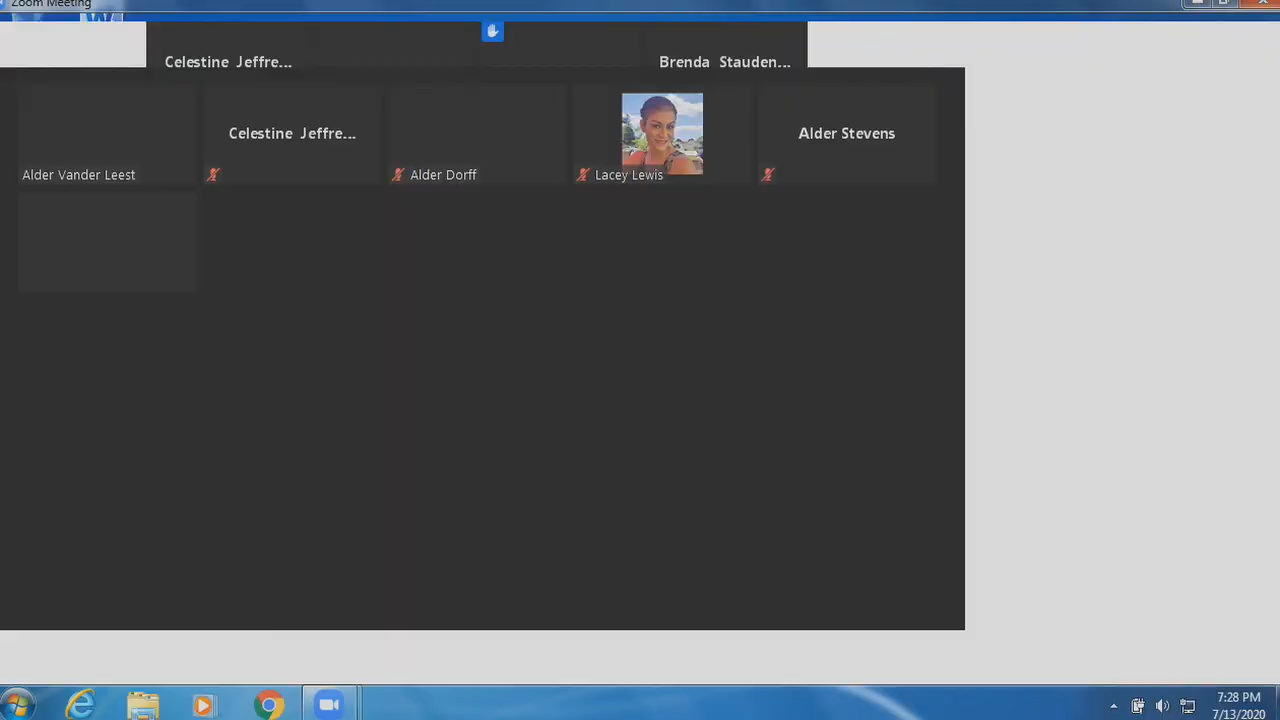 Zoom Meeting
Celestine Jeffre...
Brenda Stauden...
Alder Vander Leest
Celestine Jeffre...
Alder Dorff
Lacey Lewis
Alder Stevens
7:28 PM
7/13/2020